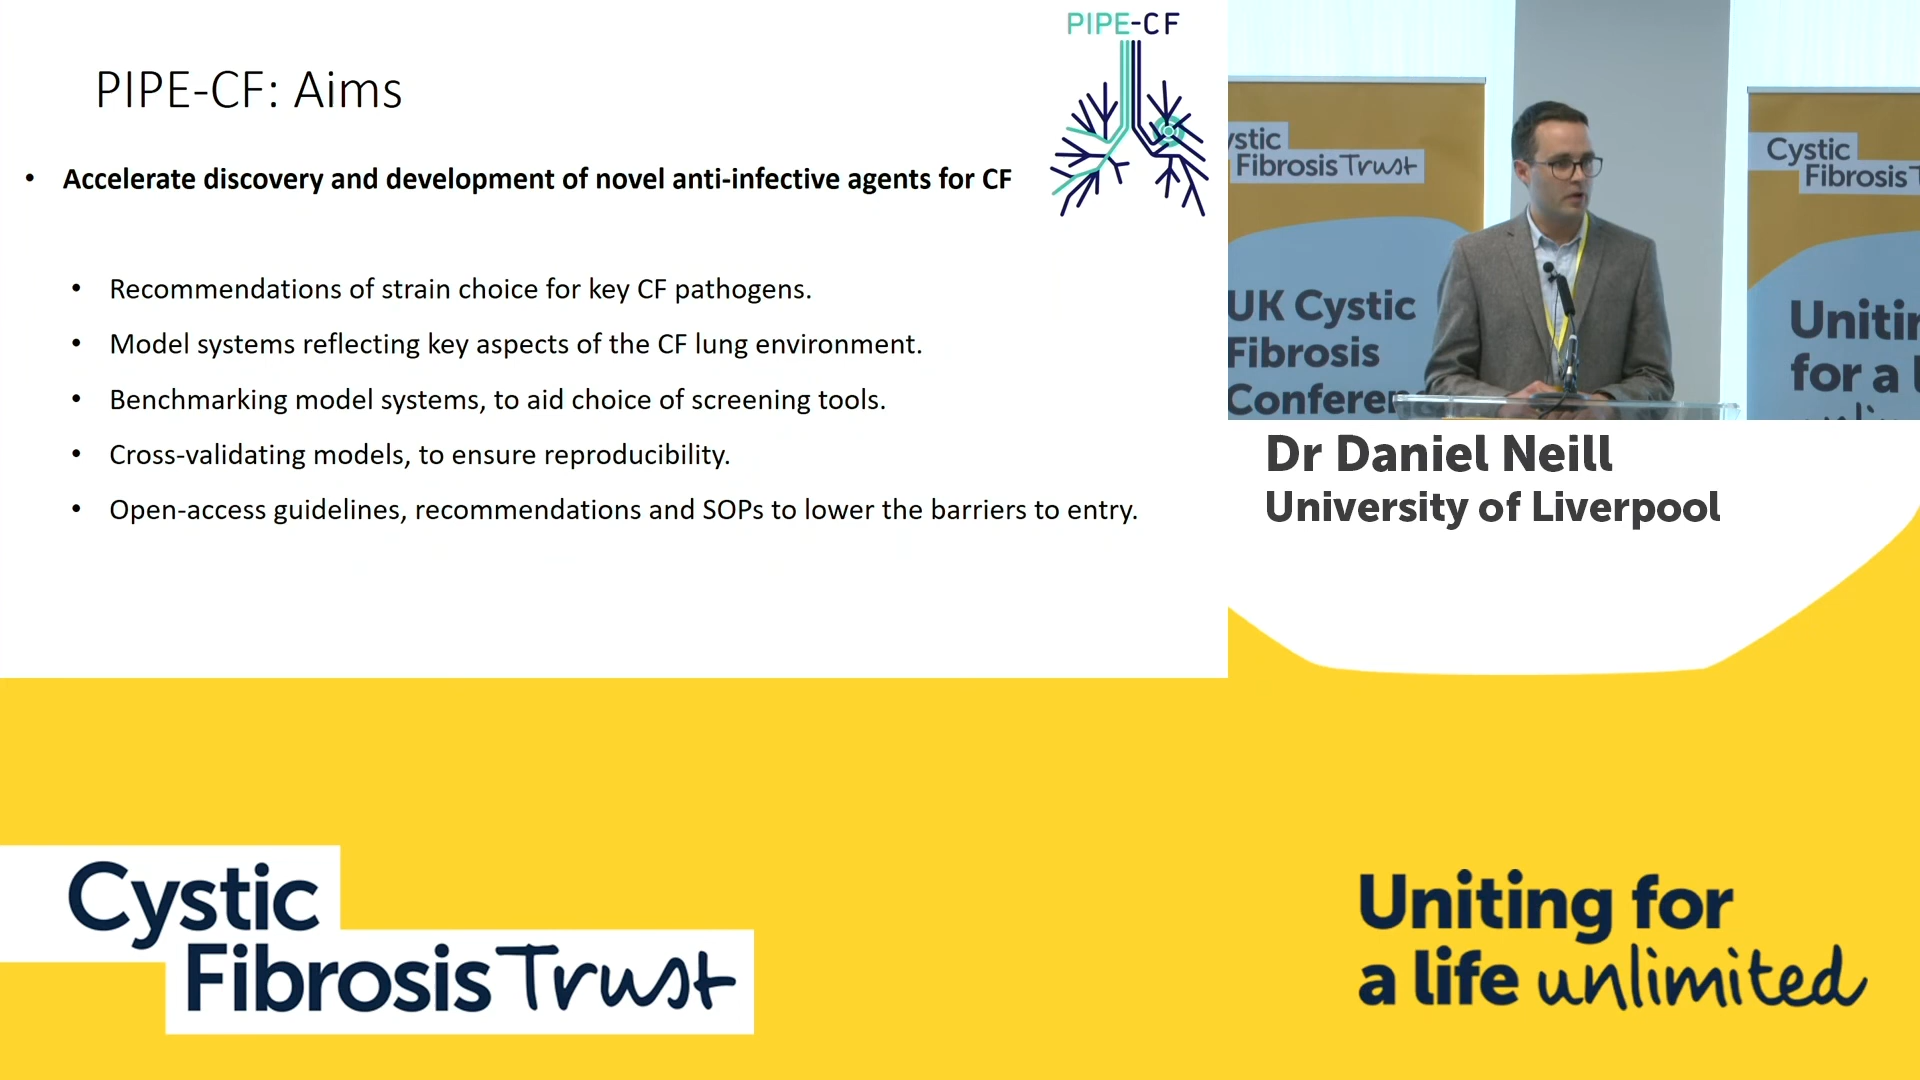 PIPE-CF
PIPE-CF: Aims
• Accelerate discovery and development of novel anti-infective agents for CF
• Recommendations of strain choice for key CF pathogens.
• Model systems reflecting key aspects of the CF lung environment.
• Benchmarking model systems, to aid choice of screening tools.
• Cross-validating models, to ensure reproducibility.
• Open-access guidelines, recommendations and SOPs to lower the barriers to entry.
ystic
Fibrosis Trust
UK Cystic
Fibrosis
Conferen
Cystic
Fibrosis T
Unitin
for a l
Dr Daniel Neill
University of Liverpool
Cystic
Fibrosis Trust
Uniting for
a life unlimited